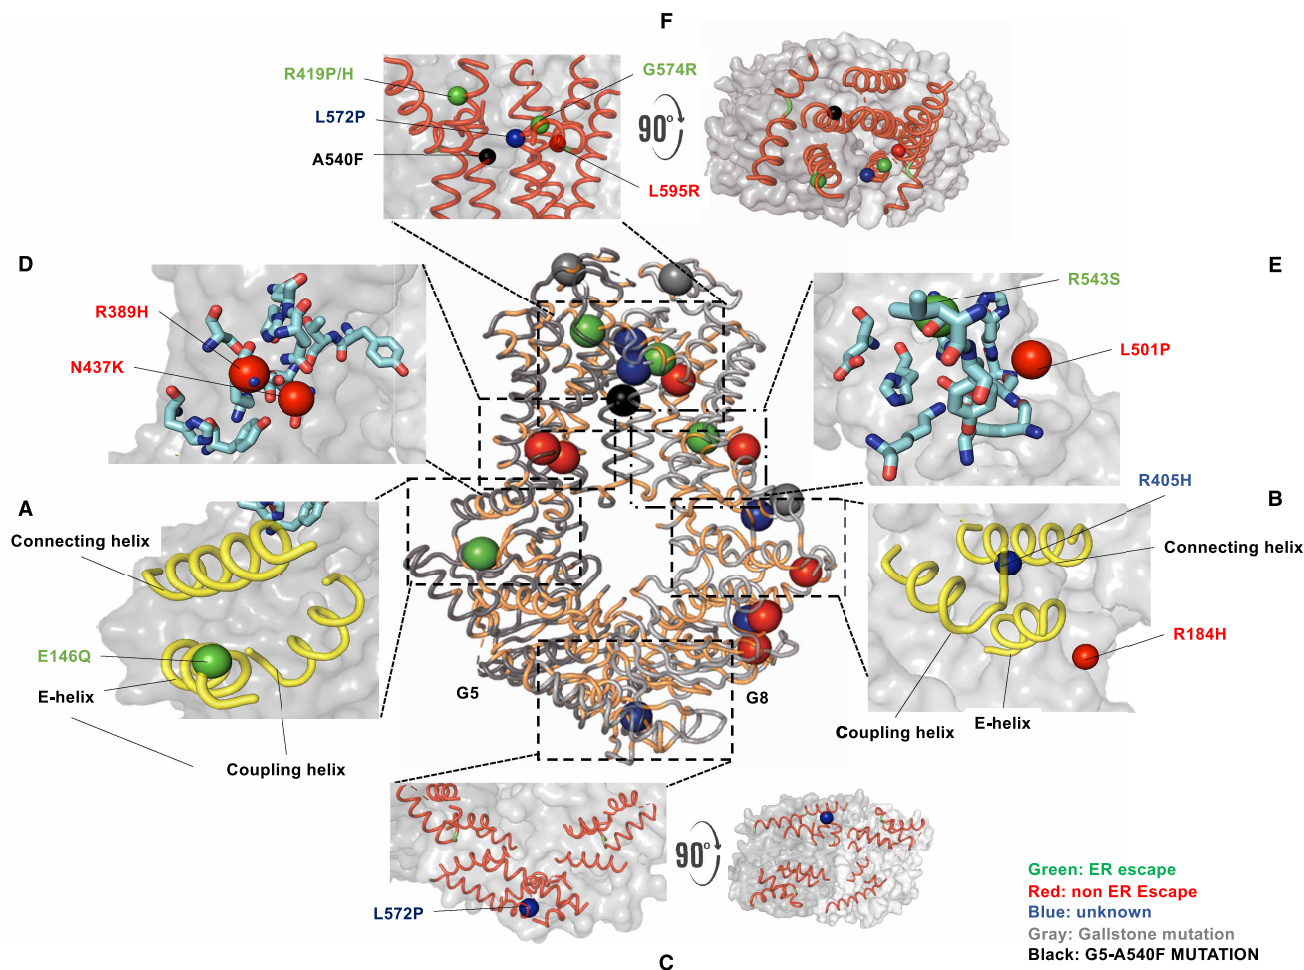 F
R419P/H
G574R
L572P
A540F
L595R
90°
D
E
R389H
N437K
R543S
L501P
R405H
A
B
Connecting helix
Connecting helix
E146Q
E-helix
R184H
G5
G8
Coupling helix
E-helix
Coupling helix
L572P
90°
Green: ER escape
Red: non ER Escape
Blue: unknown
Gray: Gallstone mutation
Black: G5-A540F MUTATION
C